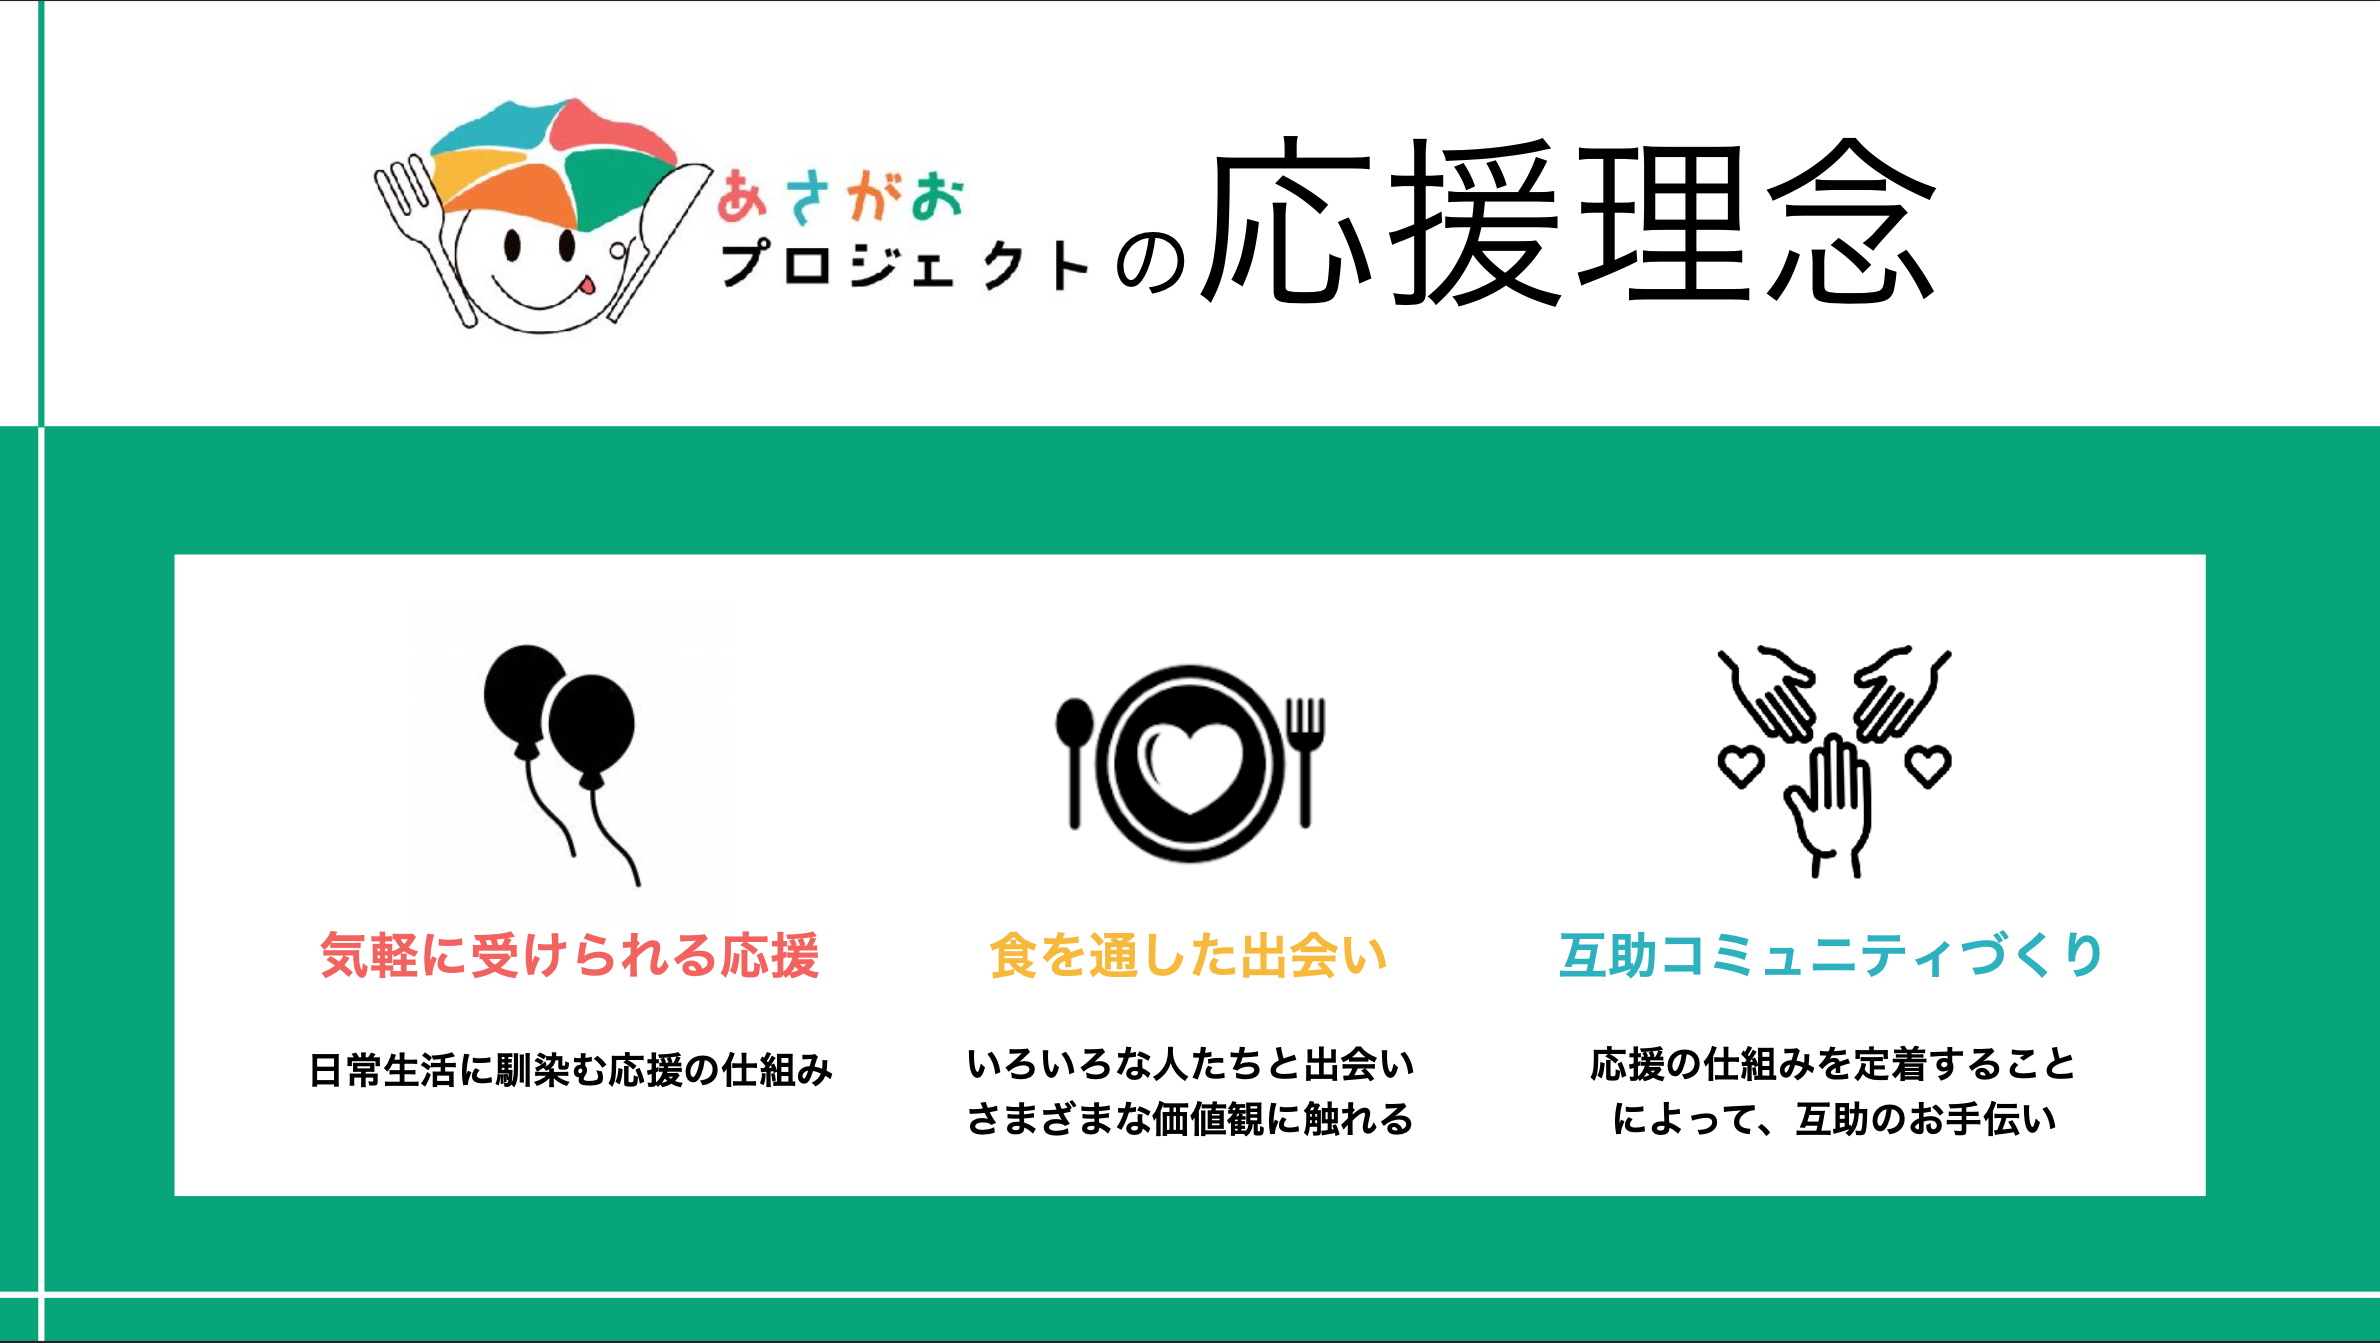 あさがお
プロジェクトの応援理念
気軽に受けられる応援
日常生活に馴染む応援の仕組み
食を通した出会い
いろいろな人たちと出会い
さまざまな価値観に触れる
互助コミュニティづくり
応援の仕組みを定着すること
によって、互助のお手伝い